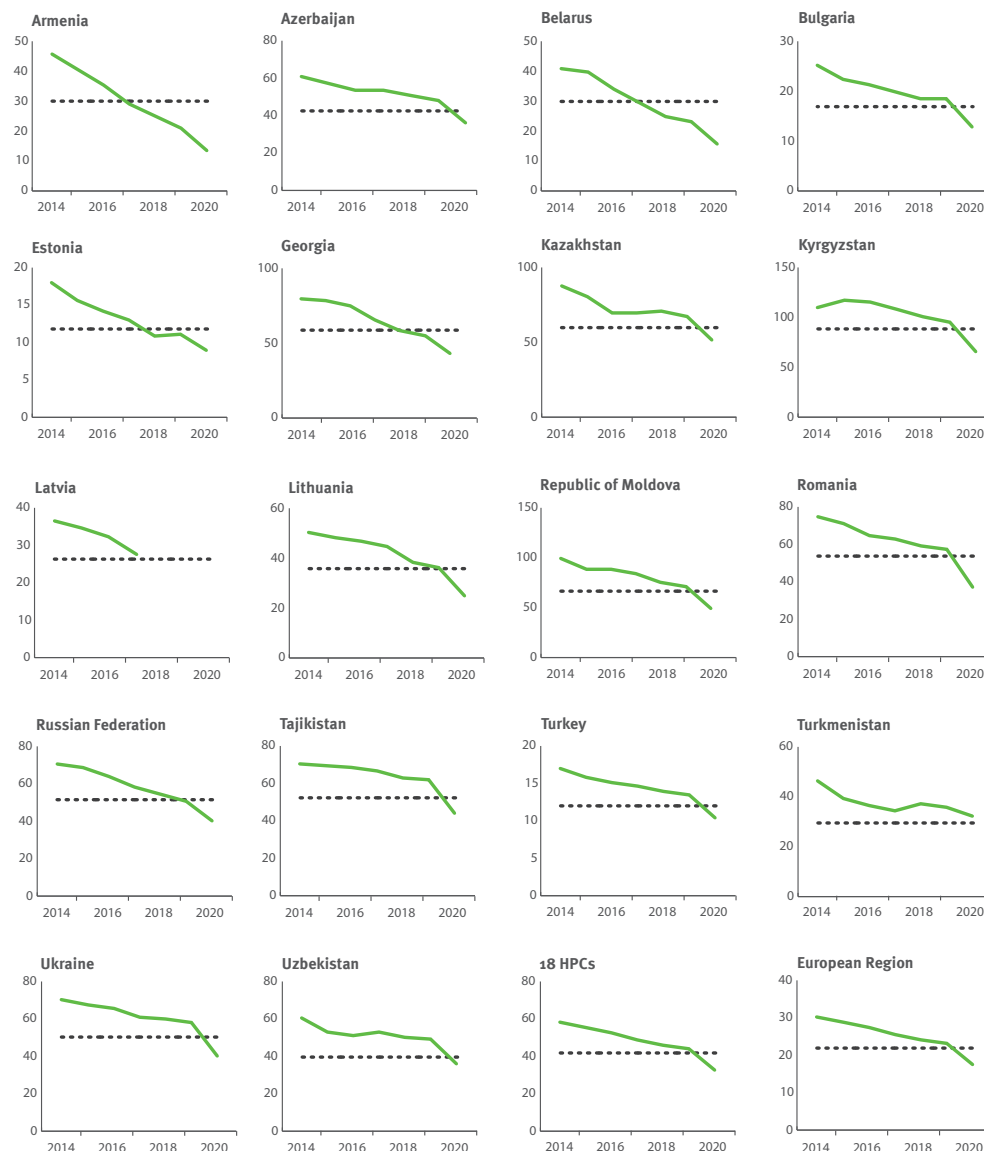 Armenia
50
40
30
20
10
0
2014 2016 2018 2020
Azerbaijan
80
60
40
20
0
2014 2016 2018 2020
Belarus
50
40
30
20
10
0
2014 2016 2018 2020
Bulgaria
30
20
10
0
2014 2016 2018 2020
Estonia
20
15
10
5
0
2014 2016 2018 2020
Georgia
100
50
0
2014 2016 2018 2020
Kazakhstan
100
50
0
2014 2016 2018 2020
Kyrgyzstan
150
100
50
0
2014 2016 2018 2020
Latvia
40
30
20
10
0
2014 2016 2018 2020
Lithuania
60
40
20
0
2014 2016 2018 2020
Republic of Moldova
150
100
50
0
2014 2016 2018 2020
Romania
80
60
40
20
0
2014 2016 2018 2020
Russian Federation
80
60
40
20
0
2014 2016 2018 2020
Tajikistan
80
60
40
20
0
2014 2016 2018 2020
Turkey
20
15
10
5
0
2014 2016 2018 2020
Turkmenistan
60
40
20
0
2014 2016 2018 2020
Ukraine
80
60
40
20
0
2014 2016 2018 2020
Uzbekistan
80
60
40
20
0
2014 2016 2018 2020
18 HPCs
80
60
40
20
0
2014 2016 2018 2020
European Region
40
30
20
10
0
2014 2016 2018 2020